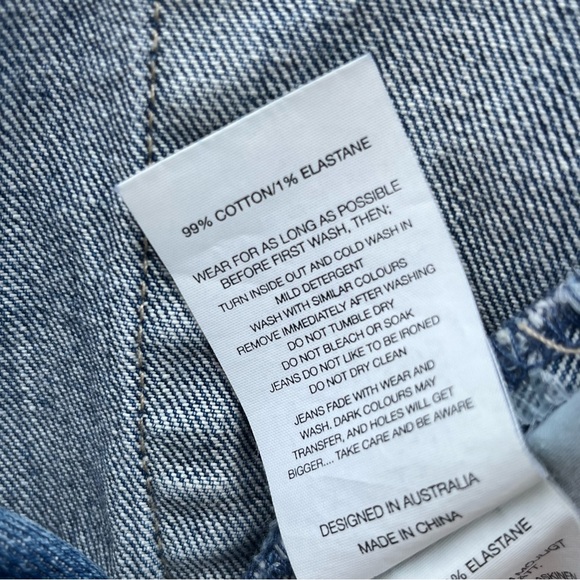 99% COTTON/1% ELASTANE
WEAR FOR AS LONG AS POSSIBLE
BEFORE FIRST WASH, THEN;
TURN INSIDE OUT AND COLD WASH IN
MILD DETERGENT
WASH WITH SIMILAR COLOURS
REMOVE IMMEDIATELY AFTER WASHING
DO NOT TUMBLE DRY
DO NOT BLEACH OR SOAK
JEANS DO NOT LIKE TO BE IRONED
DO NOT DRY CLEAN
JEANS FADE WITH WEAR AND
WASH. DARK COLOURS MAY
TRANSFER, AND HOLES WILL GET
BIGGER.... TAKE CARE AND BE AWARE
DESIGNED IN AUSTRALIA
MADE IN CHINA
% ELASTANE